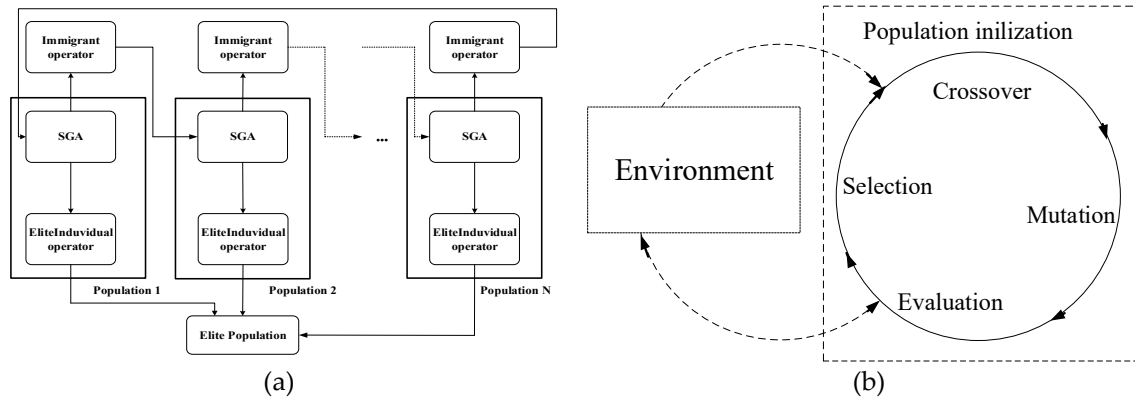 Immigrant
operator
Immigrant
operator
Immigrant
operator
SGA
SGA
...
SGA
EliteInduvidual
operator
EliteInduvidual
operator
EliteInduvidual
operator
Population 1
Population 2
Population N
Elite Population
(a)
Population inilization
Crossover
Environment
Selection
Mutation
Evaluation
(b)